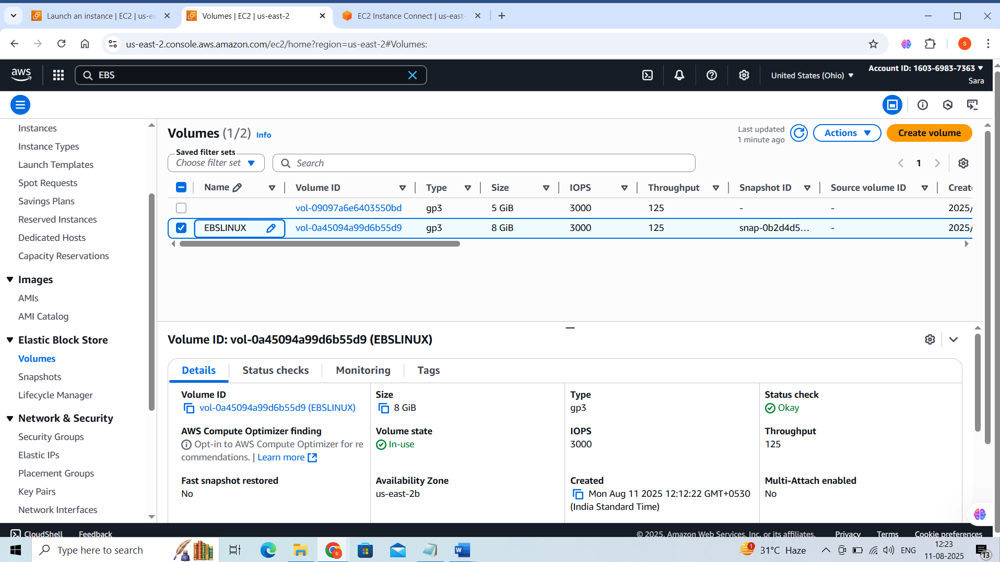 Launch an instance | EC2 | us-ea
Volumes | EC2 | us-east-2
EC2 Instance Connect | us-east-
us-east-2.console.aws.amazon.com/ec2/home?region=us-east-2#Volumes:
S
aws
EBS
United States (Ohio)
Account ID: 1603-6983-7363
Sara
Instances
Instance Types
Launch Templates
Spot Requests
Savings Plans
Reserved Instances
Dedicated Hosts
Capacity Reservations
Images
AMIs
AMI Catalog
Elastic Block Store
Volumes
Snapshots
Lifecycle Manager
Network & Security
Security Groups
Elastic IPs
Placement Groups
Key Pairs
Network Interfaces
Volumes (1/2) Info
Last updated
1 minute ago
Actions
Create volume
Saved filter sets
Choose filter set
Search
1
Name Volume ID Type Size IOPS Throughput Snapshot ID Source volume ID Create
vol-09097a6e6403550bd gp3 5 GiB 3000 125 - - 2025/
EBSLINUX vol-0a45094a99d6b55d9 gp3 8 GiB 3000 125 snap-0b2d4d5... - 2025/
Volume ID: vol-0a45094a99d6b55d9 (EBSLINUX)
Details Status checks Monitoring Tags
Volume ID
vol-0a45094a99d6b55d9 (EBSLINUX)
Size
8 GiB
Type
gp3
Status check
Okay
AWS Compute Optimizer finding
Opt-in to AWS Compute Optimizer for re
commendations. | Learn more
Volume state
In-use
IOPS
3000
Throughput
125
Fast snapshot restored
No
Availability Zone
us-east-2b
Created
Mon Aug 11 2025 12:12:22 GMT+0530
(India Standard Time)
Multi-Attach enabled
No
CloudShell Feedback
© 2025, Amazon Web Services, Inc. or its affiliates.
Privacy Terms Cookie preferences
Type here to search
1
31°C Haze
ENG
12:23
11-08-2025
13